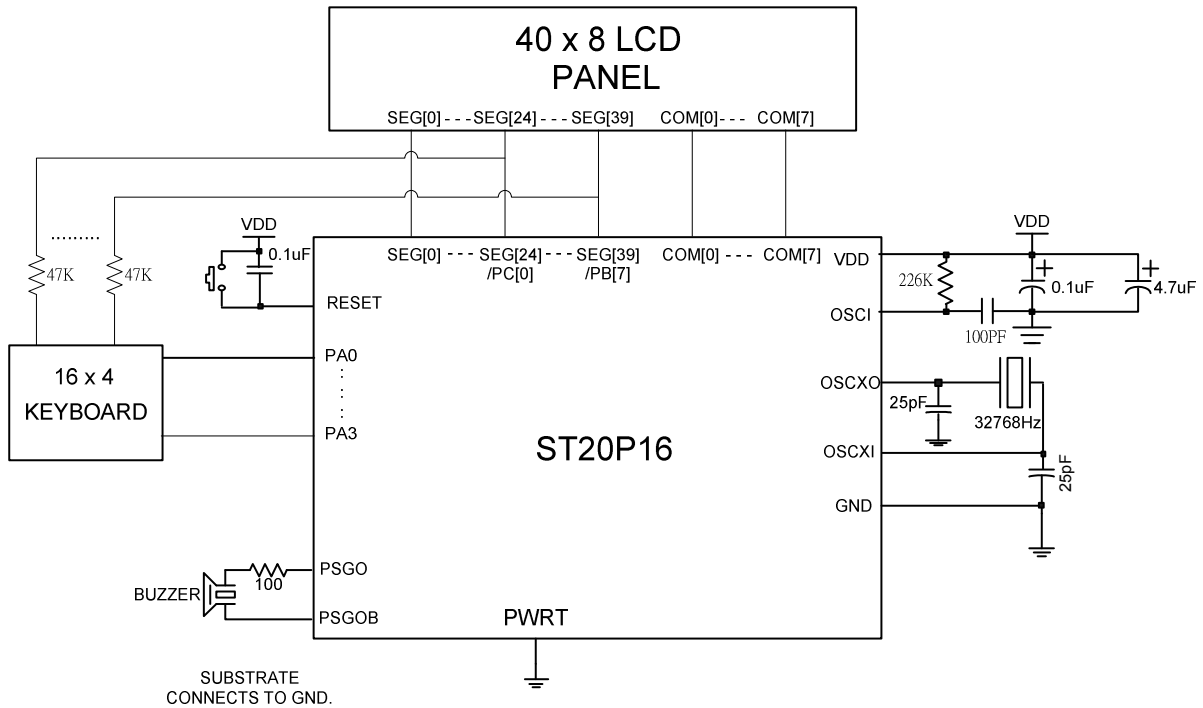 40 x 8 LCD
PANEL
SEG[0] - - - SEG[24] - - - SEG[39] COM[0] - - - COM[7]
VDD
0.1uF
47K
47K
SEG[0] - - - - SEG[24] - - - SEG[39] COM[0] - - - COM[7]
/PC[0] /PB[7]
RESET
VDD
VDD
226K
0.1uF
4.7uF
OSCI
100PF
16 x 4
KEYBOARD
PA0
PA3
OSCXO
25pF
32768Hz
ST20P16
OSCXI
25pF
GND
BUZZER
100
PSGO
PSGOB
PWRT
SUBSTRATE
CONNECTS TO GND.